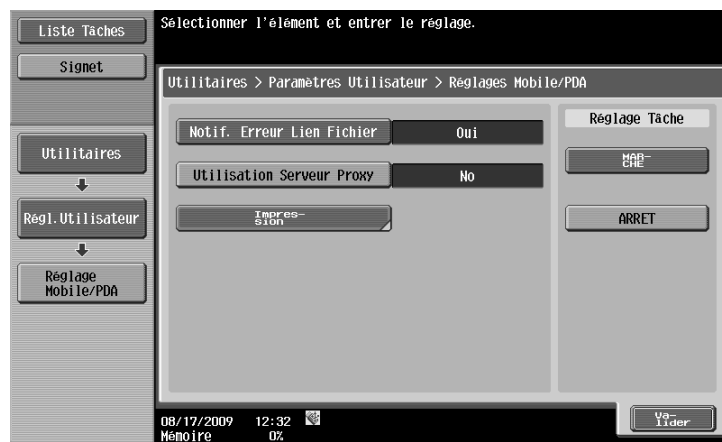 Liste Tâches
Signet
Sélectionner l'élément et entrer le réglage.
Utilitaires > Paramètres Utilisateur > Réglages Mobile/PDA
Notif. Erreur Lien Fichier Oui
Utilisation Serveur Proxy No
Impres-
sion
Réglage Tâche
MAR-
CHE
ARRET
Utilitaires
Régl.Utilisateur
Réglage
Mobile/PDA
08/17/2009 12:32
Mémoire 0%
Va-
lider